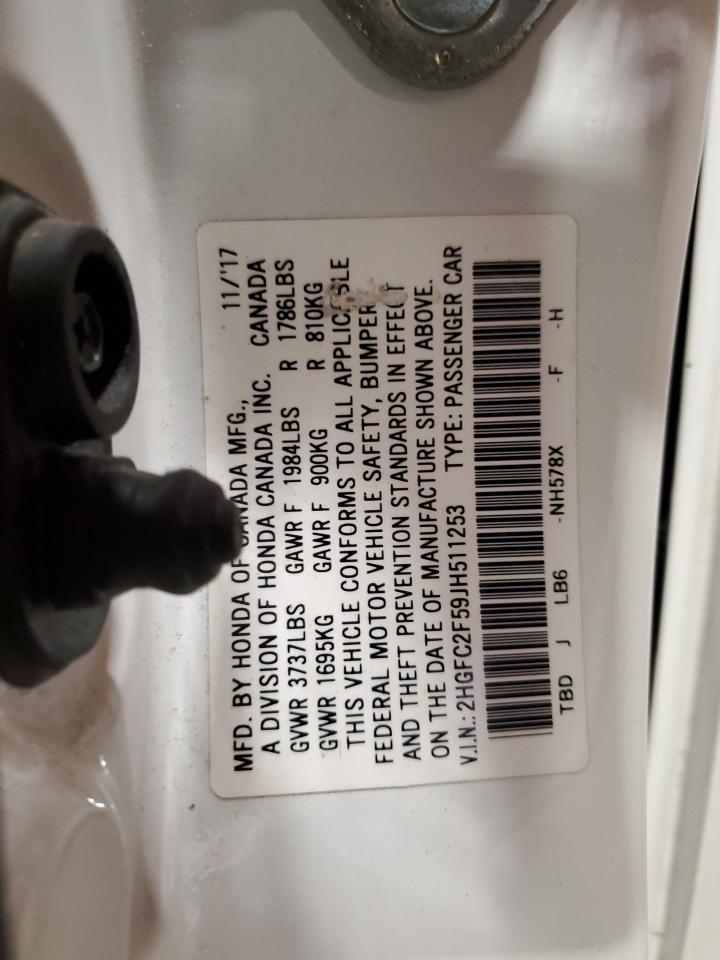 MFD. BY HONDA OF CANADA MFG., 11/'17
A DIVISION OF HONDA CANADA INC. CANADA
GVWR 3737LBS GAWR F 1984LBS R 1786LBS
GVWR 1695KG GAWR F 900KG R 810KG
THIS VEHICLE CONFORMS TO ALL APPLICABLE
FEDERAL MOTOR VEHICLE SAFETY, BUMPER
AND THEFT PREVENTION STANDARDS IN EFFECT
ON THE DATE OF MANUFACTURE SHOWN ABOVE.
V.I.N.: 2HGFC2F59JH511253 TYPE: PASSENGER CAR
TBD J LB6 -NH578X -F -H